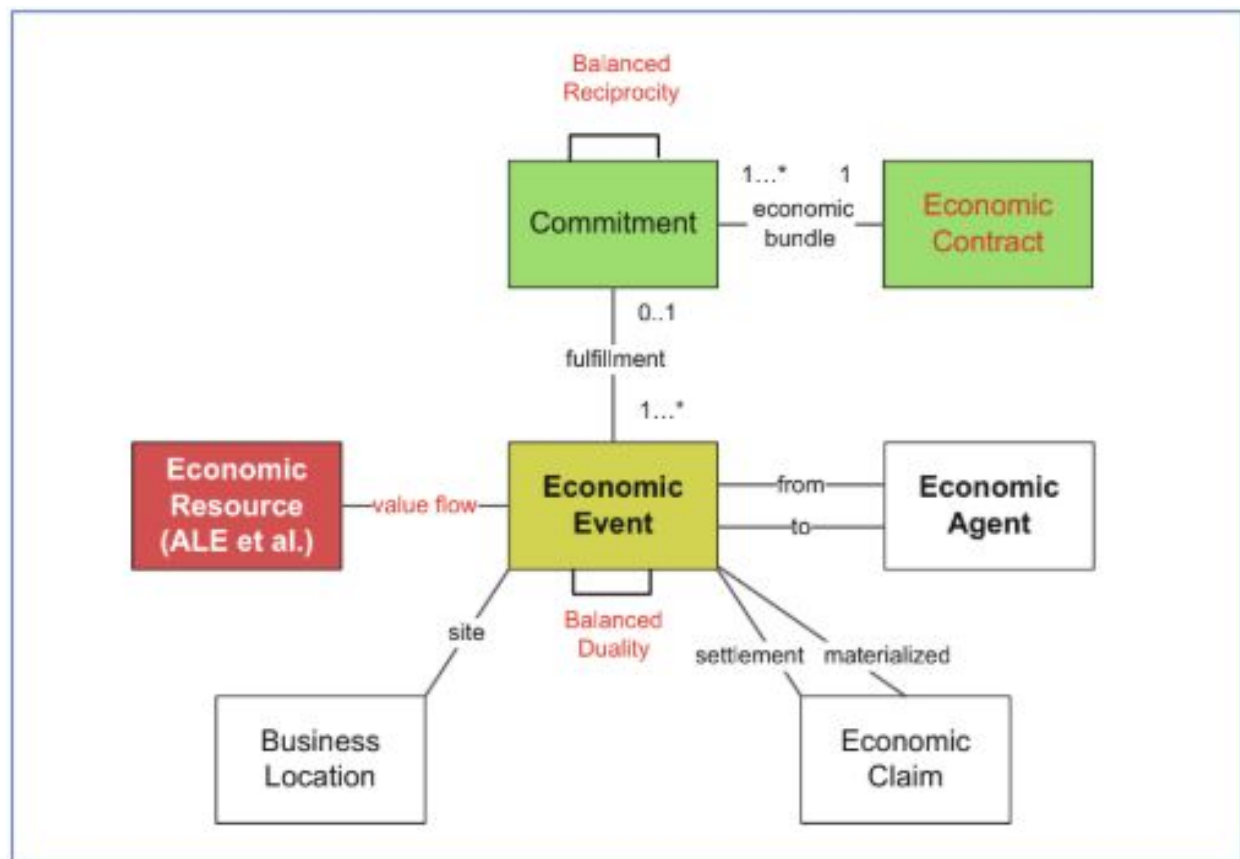 Balanced
Reciprocity
Commitment
1...*
1
economic
bundle
Economic
Contract
0..1
fulfillment
1...*
Economic
Resource
(ALE et al.)
value flow
Economic
Event
from
to
Economic
Agent
Balanced
Duality
site
settlement
materialized
Business
Location
Economic
Claim